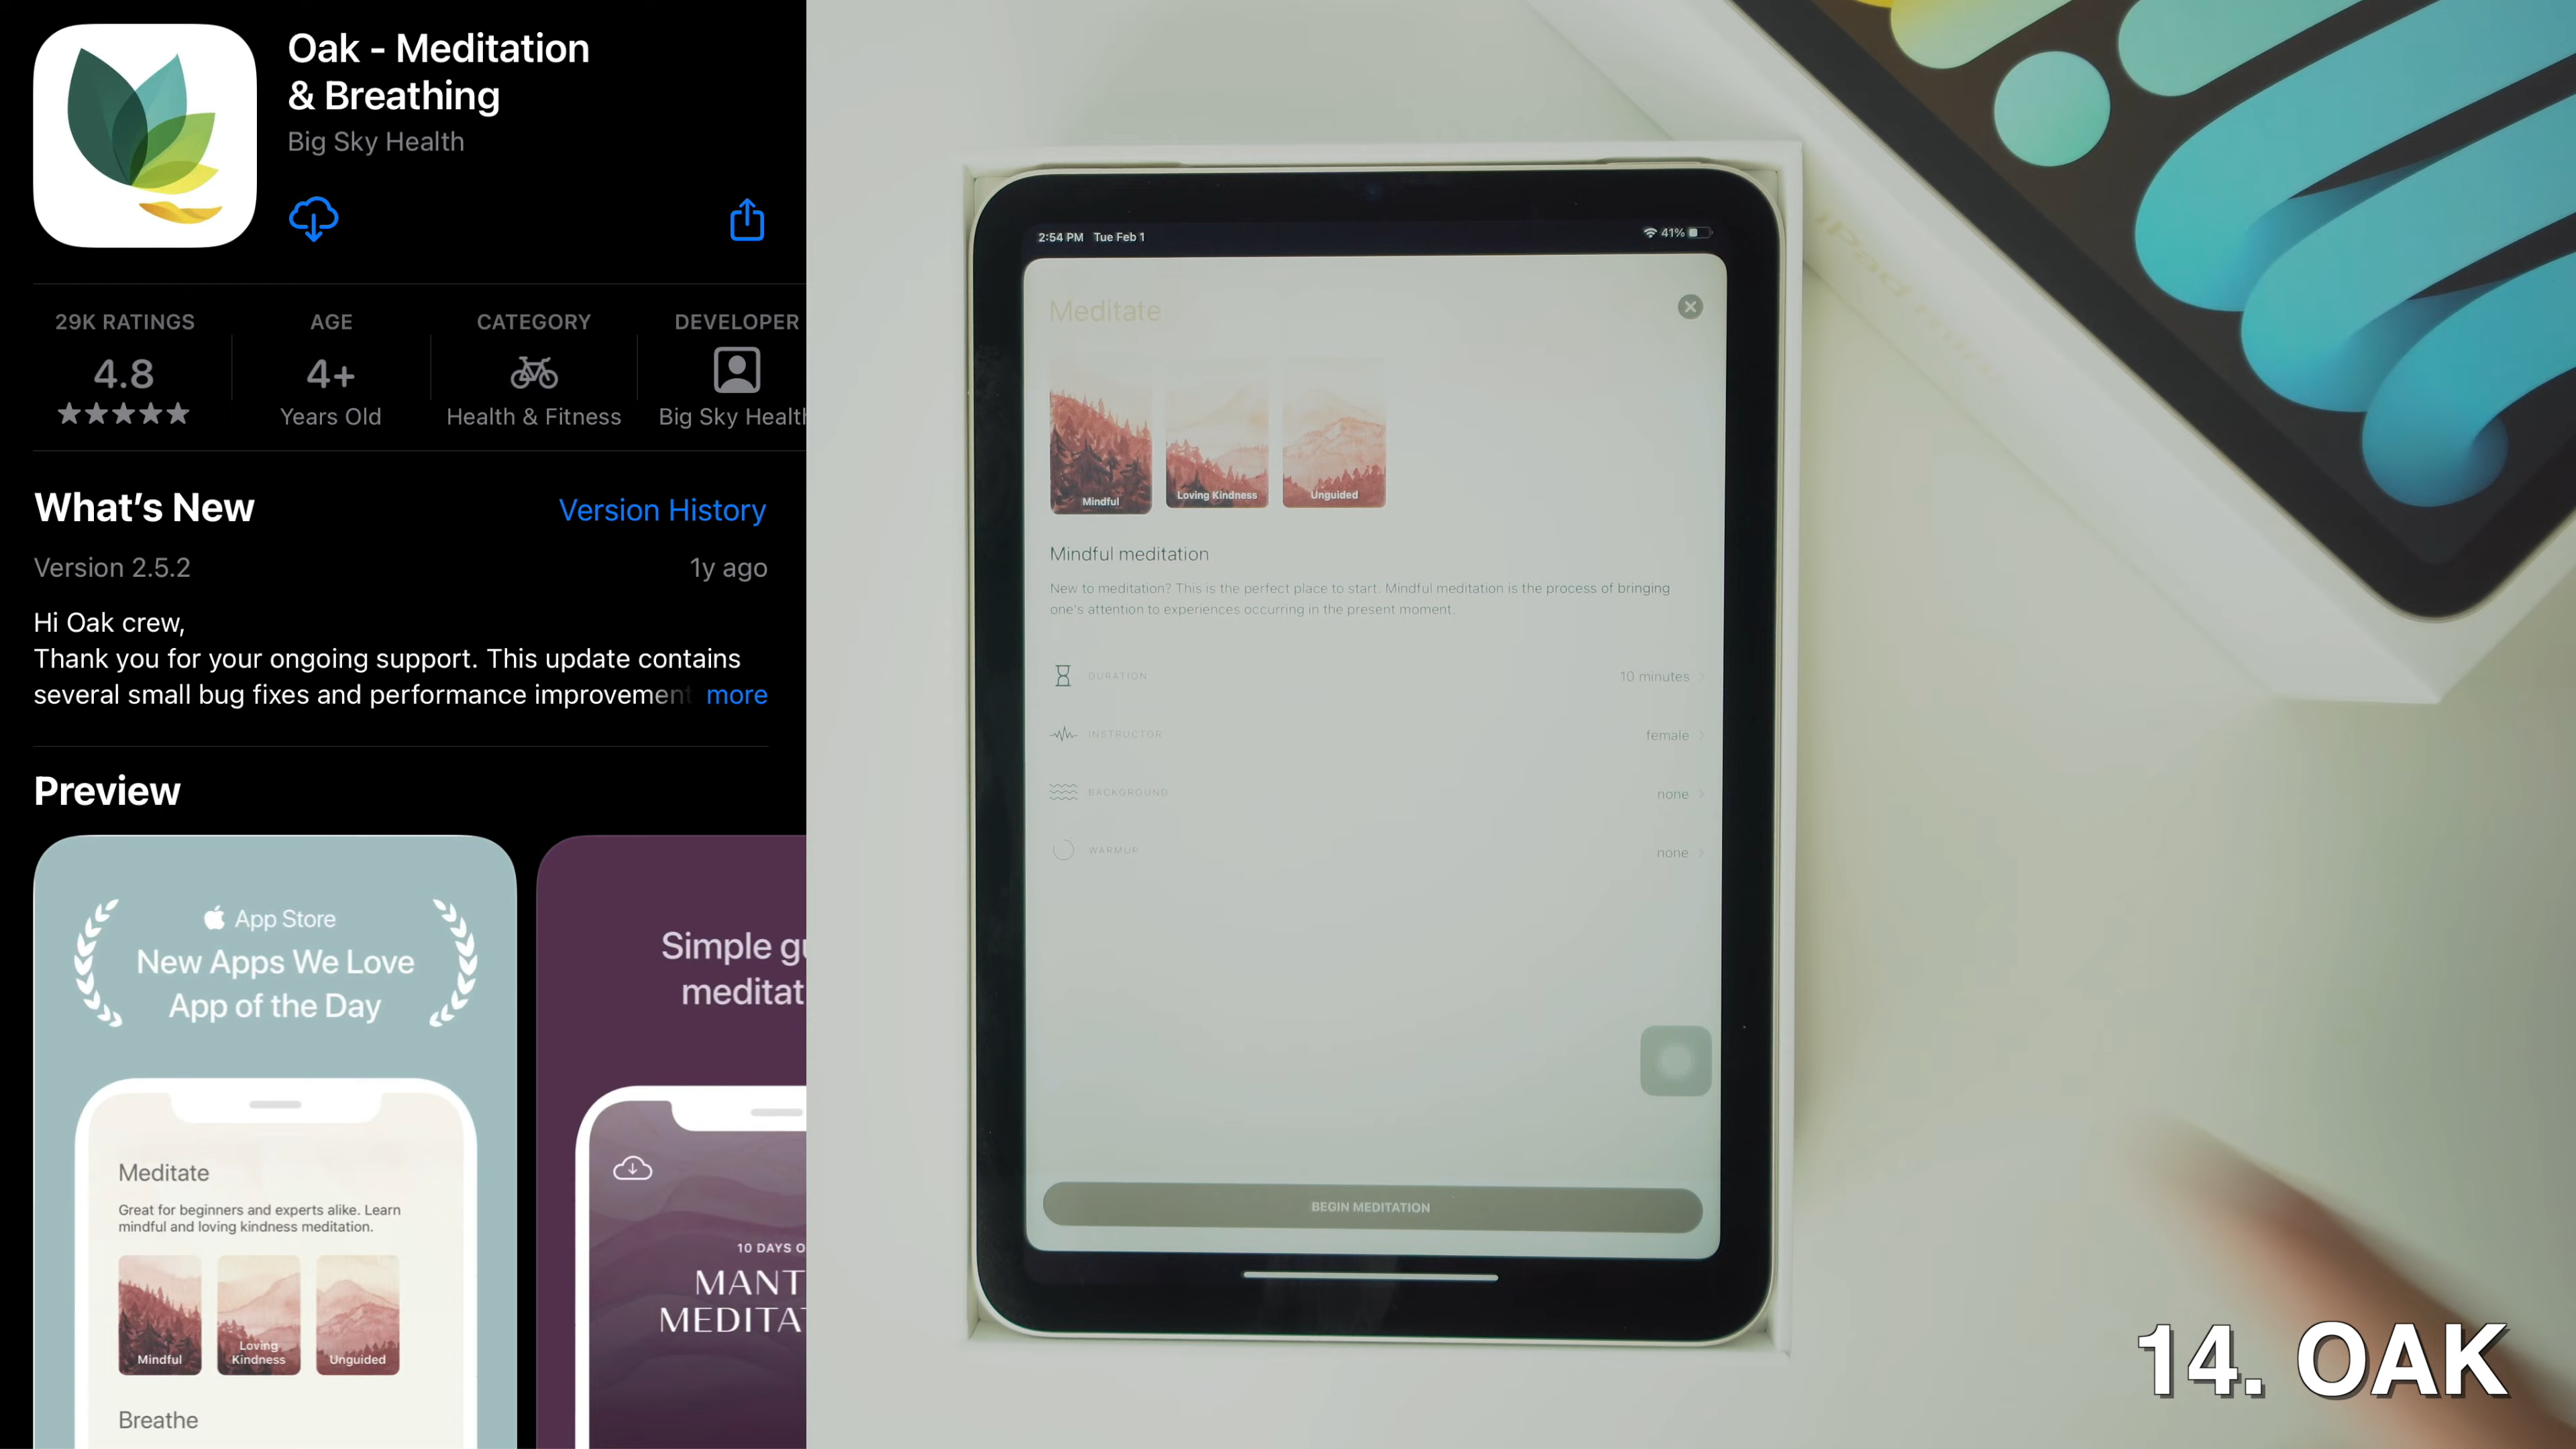 Oak - Meditation
& Breathing
Big Sky Health
29K RATINGS
4.8
AGE
4+
Years Old
CATEGORY
Health & Fitness
DEVELOPER
Big Sky Health
What's New
Version History
Version 2.5.2
1y ago
Hi Oak crew,
Thank you for your ongoing support. This update contains
several small bug fixes and performance improvement more
Preview
App Store
New Apps We Love
App of the Day
Meditate
Great for beginners and experts alike. Learn
mindful and loving kindness meditation.
Mindful
Loving
Kindness
Unguided
Breathe
Simple gu
meditat
10 DAYS O
MANT
MEDITA
2:54 PM Tue Feb 1
41%
Meditate
Mindful
Loving Kindness
Unguided
Mindful meditation
New to meditation? This is the perfect place to start. Mindful meditation is the process of bringing
one's attention to experiences occurring in the present moment.
DURATION
10 minutes
INSTRUCTOR
female
BACKGROUND
none
WARMUP
none
BEGIN MEDITATION
iPad mini
14. OAK